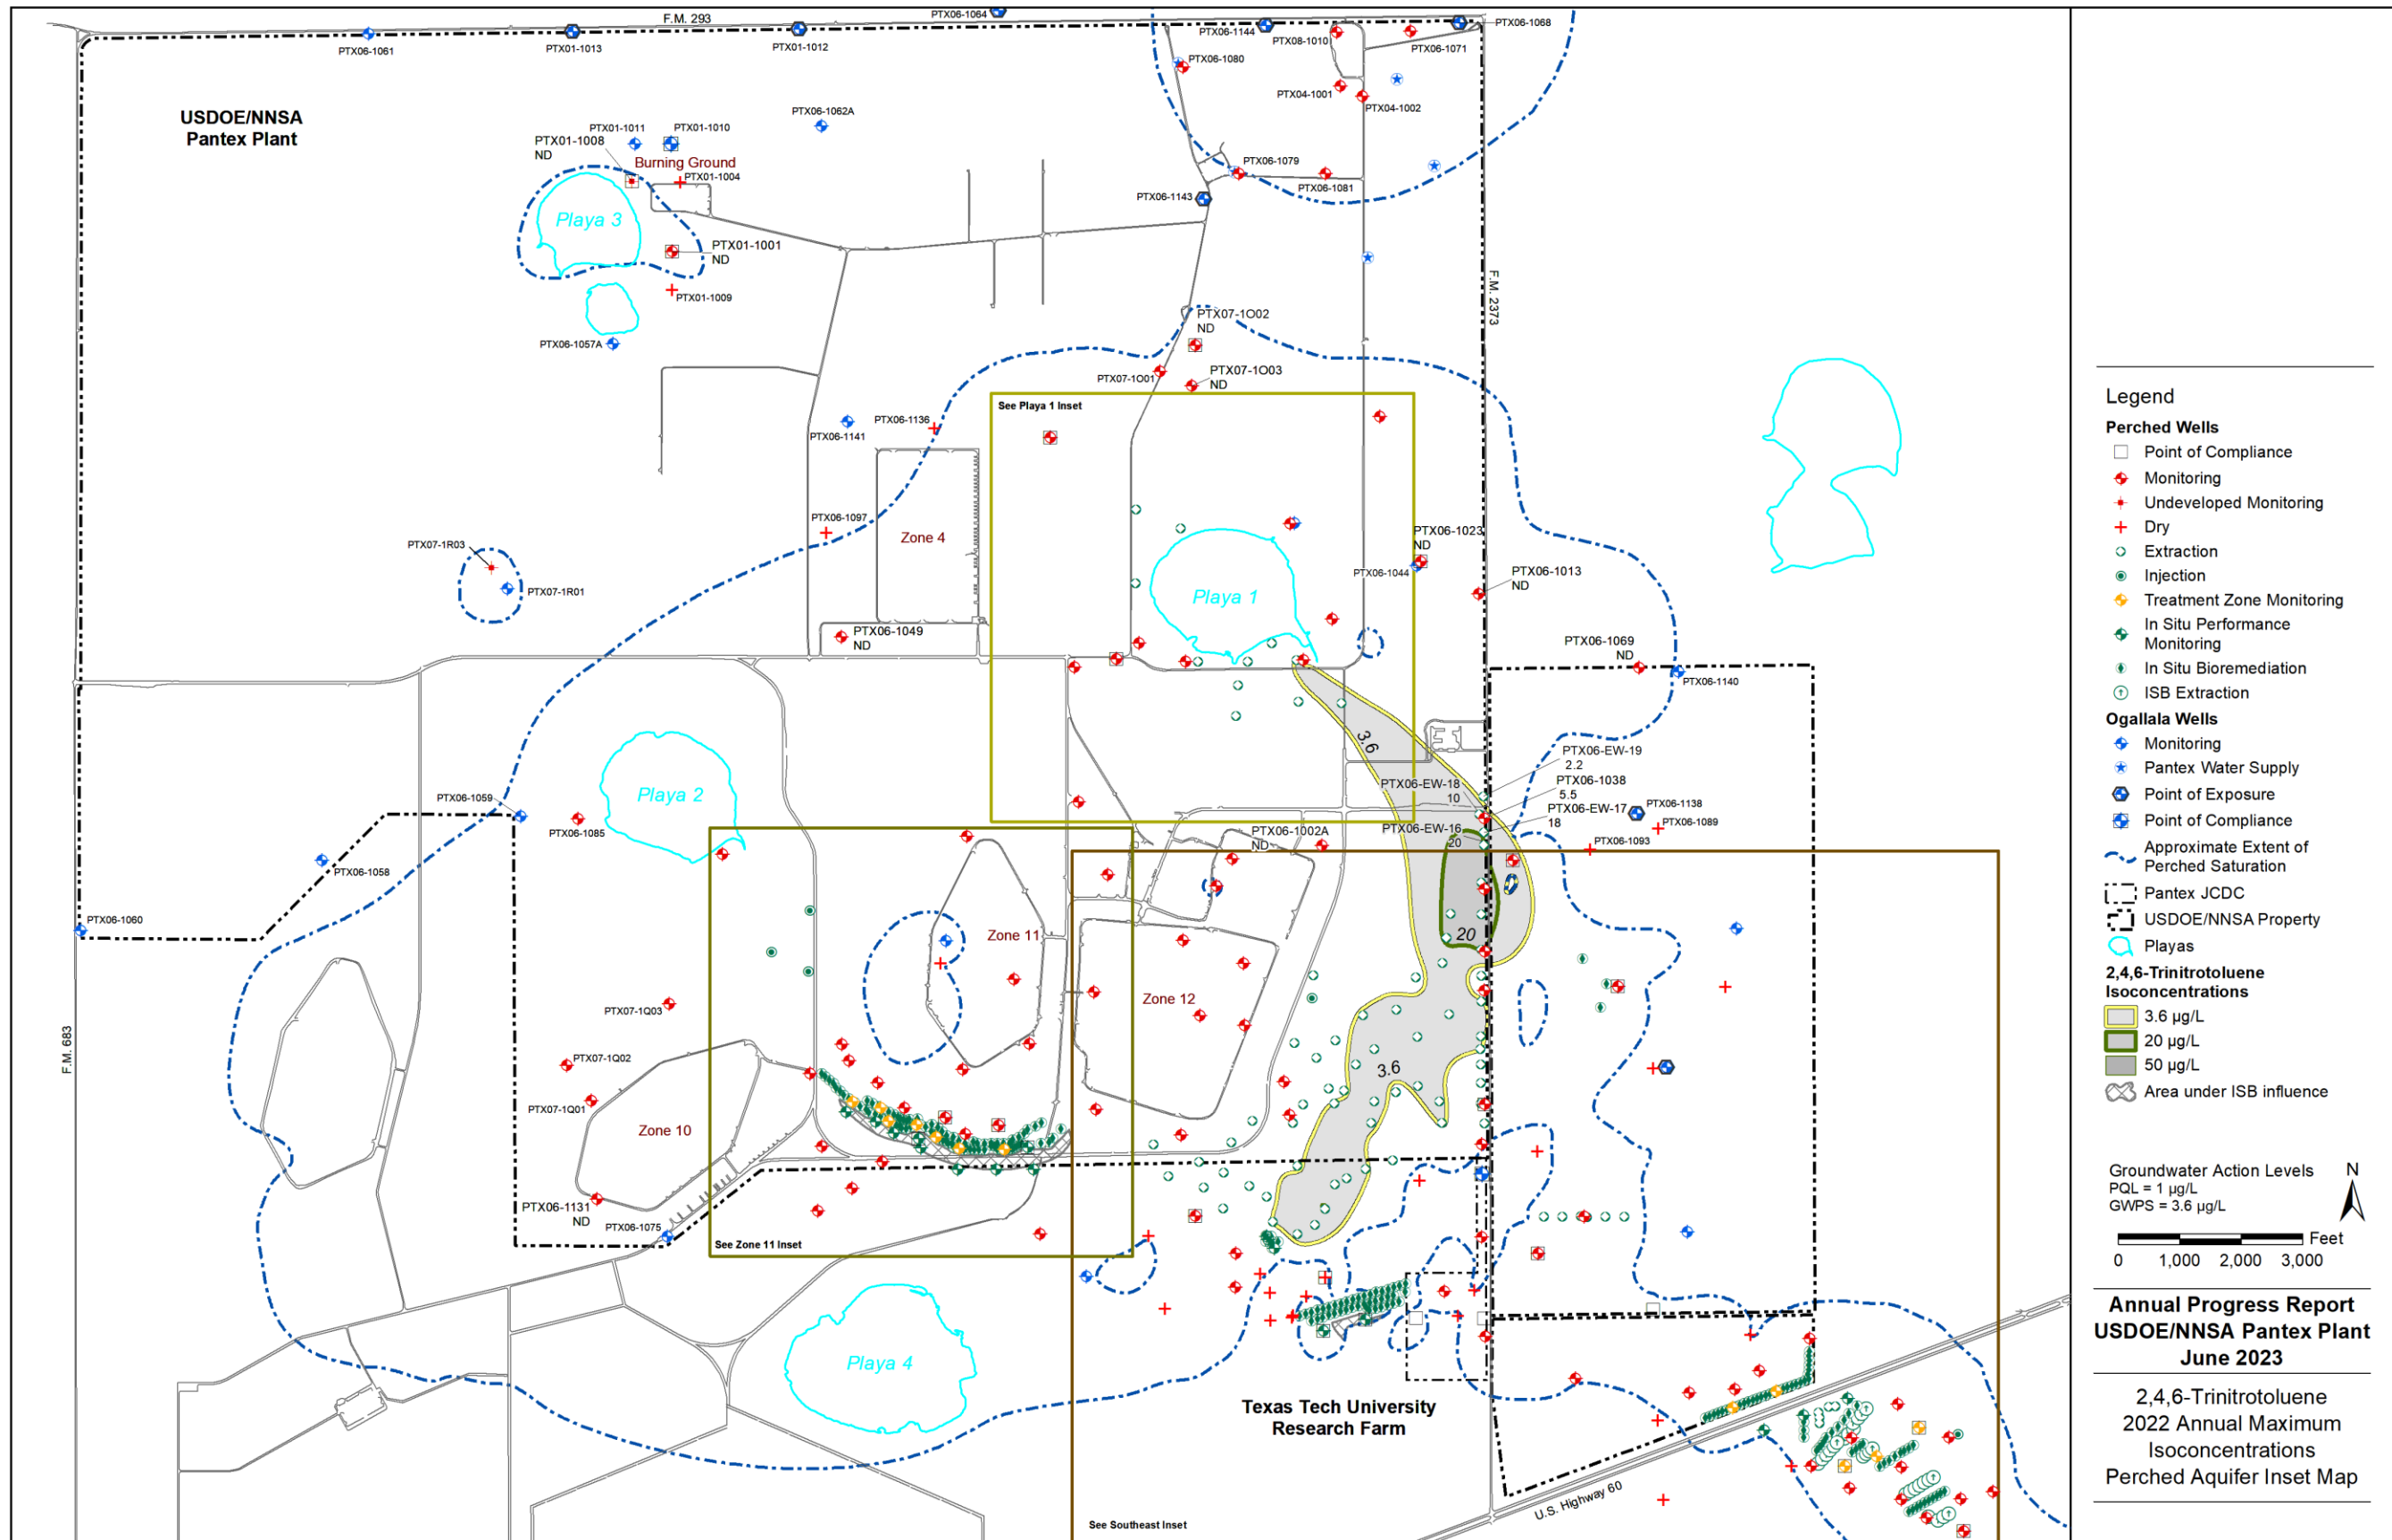 F.M. 293
PTX06-1064
PTX06-1061
PTX01-1013
PTX01-1012
PTX06-1144
PTX08-1010
PTX06-1071
PTX06-1068
PTX06-1080
PTX04-1001
PTX04-1002
USDOE/NNSA
Pantex Plant
PTX06-1062A
PTX01-1011
PTX01-1010
PTX01-1008
ND
Burning Ground
PTX01-1004
Playa 3
PTX06-1079
PTX06-1081
PTX06-1143
PTX01-1001
ND
PTX01-1009
PTX06-1057A
F.M. 2373
PTX07-1O02
ND
PTX07-1O01
PTX07-1O03
ND
See Playa 1 Inset
PTX06-1141
PTX06-1136
PTX06-1097
Zone 4
PTX06-1023
ND
PTX06-1044
PTX06-1013
ND
PTX07-1R03
PTX07-1R01
Playa 1
PTX06-1049
ND
PTX06-1069
ND
PTX06-1140
3.6
PTX06-EW-19
2.2
PTX06-EW-18
10
PTX06-1038
5.5
PTX06-EW-17
18
PTX06-EW-16
20
PTX06-1138
PTX06-1089
PTX06-1093
Playa 2
PTX06-1059
PTX06-1085
PTX06-1058
PTX06-1060
PTX06-1002A
ND
Zone 11
20
Zone 12
PTX07-1Q03
F.M. 683
PTX07-1Q02
PTX07-1Q01
3.6
Zone 10
PTX06-1131
ND
PTX06-1075
See Zone 11 Inset
Playa 4
Texas Tech University
Research Farm
U.S. Highway 60
See Southeast Inset
Legend
Perched Wells
Point of Compliance
Monitoring
Undeveloped Monitoring
Dry
Extraction
Injection
Treatment Zone Monitoring
In Situ Performance
Monitoring
In Situ Bioremediation
ISB Extraction
Ogallala Wells
Monitoring
Pantex Water Supply
Point of Exposure
Point of Compliance
Approximate Extent of
Perched Saturation
Pantex JCDC
USDOE/NNSA Property
Playas
2,4,6-Trinitrotoluene
Isoconcentrations
3.6 µg/L
20 µg/L
50 µg/L
Area under ISB influence
Groundwater Action Levels
PQL = 1 µg/L
GWPS = 3.6 µg/L
N
Feet
0 1,000 2,000 3,000
Annual Progress Report
USDOE/NNSA Pantex Plant
June 2023
2,4,6-Trinitrotoluene
2022 Annual Maximum
Isoconcentrations
Perched Aquifer Inset Map